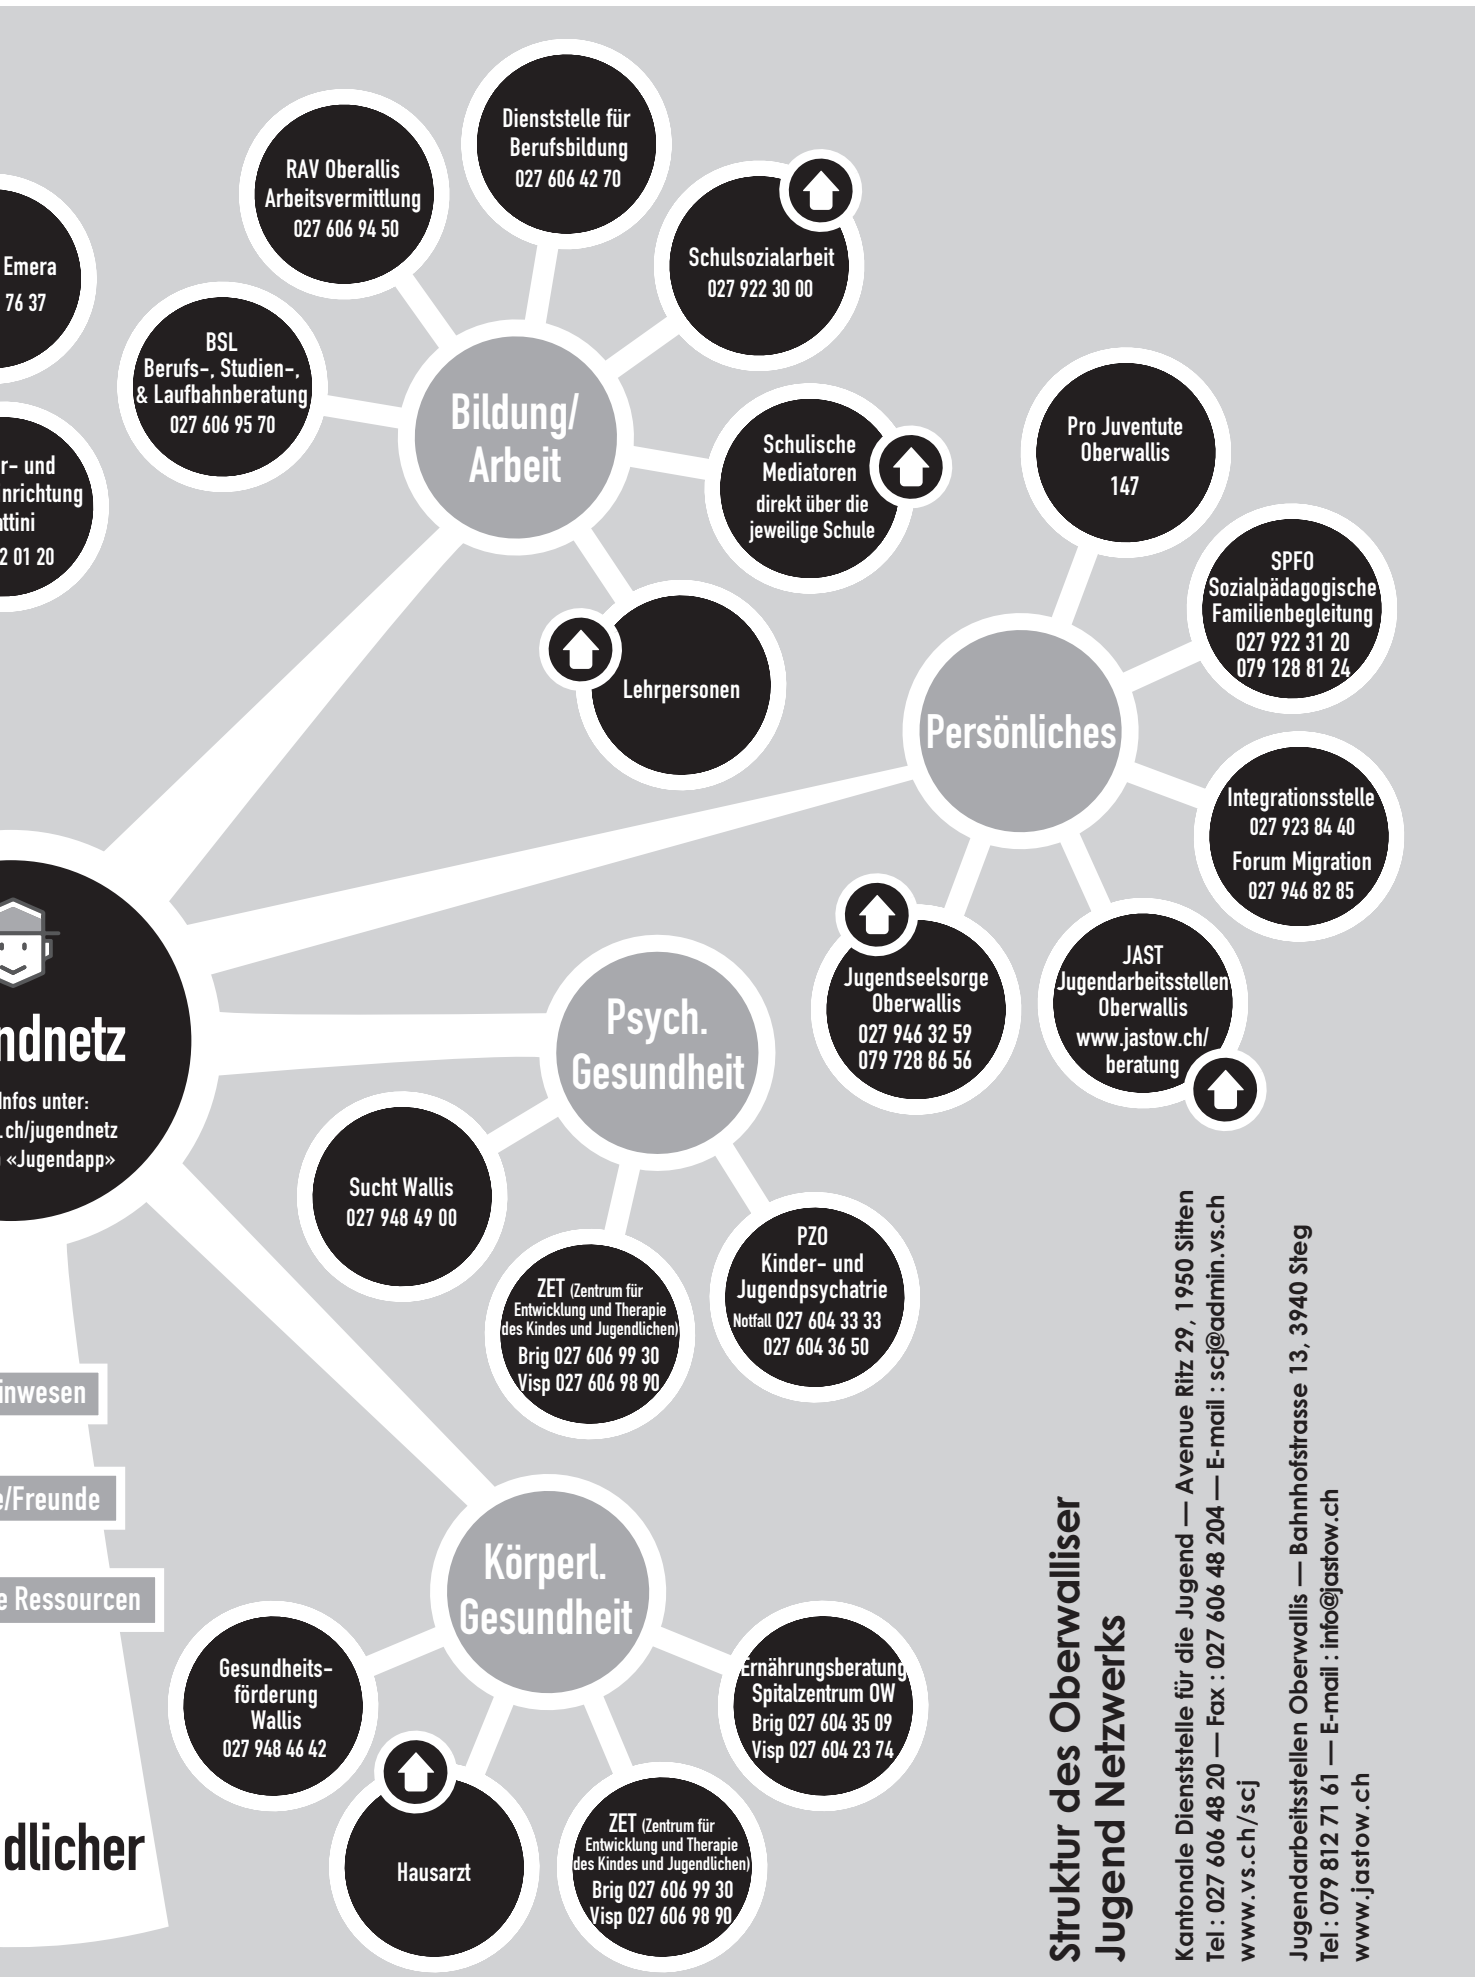 Dienststelle für
Berufsbildung
027 606 42 70
RAV Oberallis
Arbeitsvermittlung
027 606 94 50
Schulsozialarbeit
027 922 30 00
Emera
76 37
BSL
Berufs-, Studien-,
& Laufbahnberatung
027 606 95 70
Bildung/
Arbeit
Schulische
Mediatoren
direkt über die
jeweilige Schule
Pro Juventute
Oberwallis
147
r- und
inrichtung
attini
2 01 20
SPFO
Sozialpädagogische
Familienbegleitung
027 922 31 20
079 128 81 24
Lehrpersonen
Persönliches
Integrationsstelle
027 923 84 40
Forum Migration
027 946 82 85
Jugendseelsorge
Oberwallis
027 946 32 59
079 728 86 56
JAST
Jugendarbeitsstellen
Oberwallis
www.jastow.ch/
beratung
ndnetz
Infos unter:
.ch/jugendnetz
«Jugendapp»
Psych.
Gesundheit
Sucht Wallis
027 948 49 00
ZET (Zentrum für
Entwicklung und Therapie
des Kindes und Jugendlichen)
Brig 027 606 99 30
Visp 027 606 98 90
PZO
Kinder- und
Jugendpsychatrie
Notfall 027 604 33 33
027 604 36 50
inwesen
e/Freunde
e Ressourcen
Körperl.
Gesundheit
Gesundheits-
förderung
Wallis
027 948 46 42
Ernährungsberatung
Spitalzentrum OW
Brig 027 604 35 09
Visp 027 604 23 74
Hausarzt
ZET (Zentrum für
Entwicklung und Therapie
des Kindes und Jugendlichen)
Brig 027 606 99 30
Visp 027 606 98 90
dlicher
Struktur des Oberwalliser
Jugend Netzwerks
Kantonale Dienststelle für die Jugend — Avenue Ritz 29, 1950 Sitten
Tel : 027 606 48 20 — Fax : 027 606 48 204 — E-mail : scj@admin.vs.ch
www.vs.ch/scj
Jugendarbeitsstellen Oberwallis — Bahnhofstrasse 13, 3940 Steg
Tel : 079 812 71 61 — E-mail : info@jastow.ch
www.jastow.ch